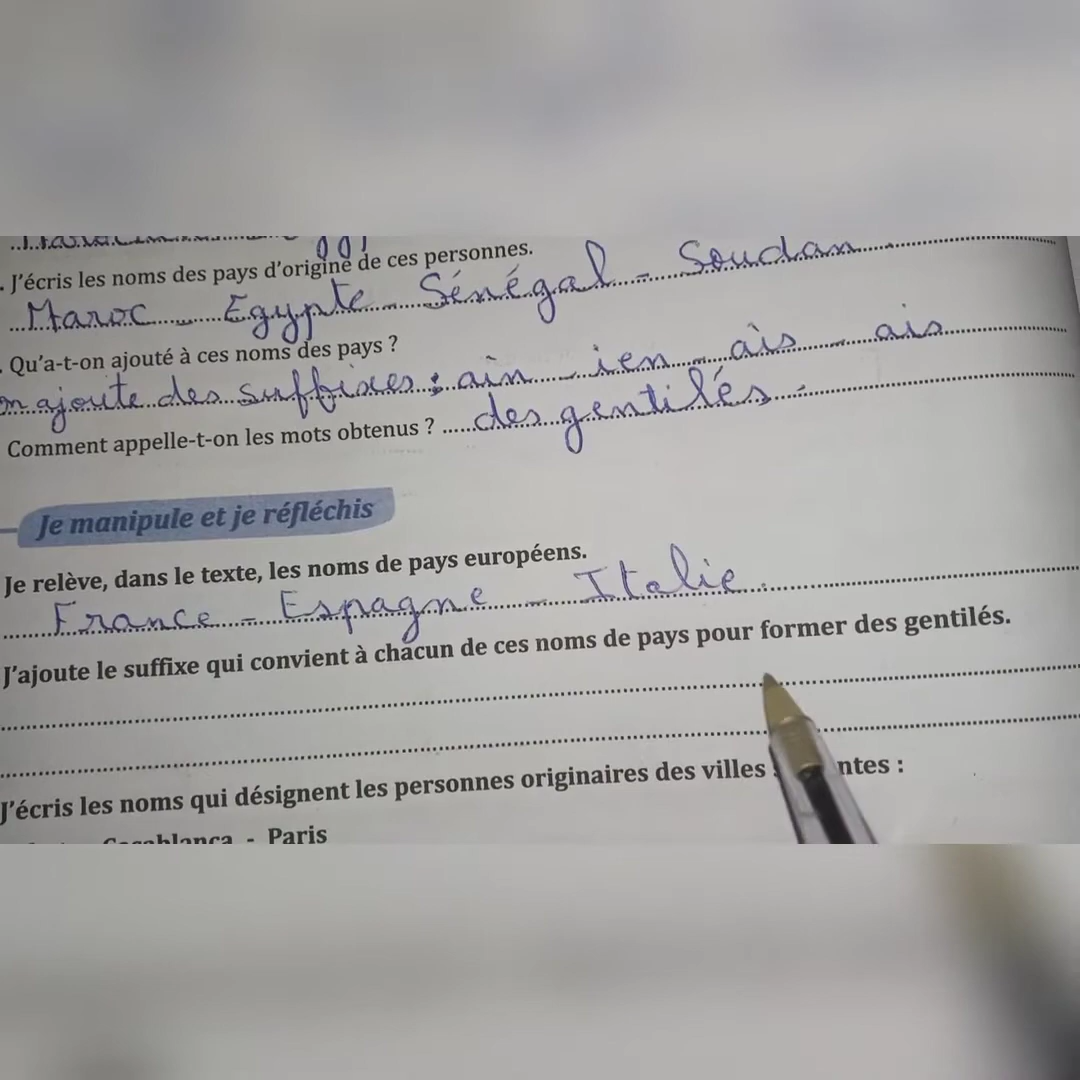 J'écris les noms des pays d'origine de ces personnes.
Maroc - Egypte - Sénégal - Soudan
Qu'a-t-on ajouté à ces noms des pays ?
n ajoute des suffixes : ain - ien - ais - ais
Comment appelle-t-on les mots obtenus ? des gentilés.
Je manipule et je réfléchis
Je relève, dans le texte, les noms de pays européens.
France - Espagne - Italie.
J'ajoute le suffixe qui convient à chacun de ces noms de pays pour former des gentilés.
J'écris les noms qui désignent les personnes originaires des villes ntes :
Casablanca - Paris